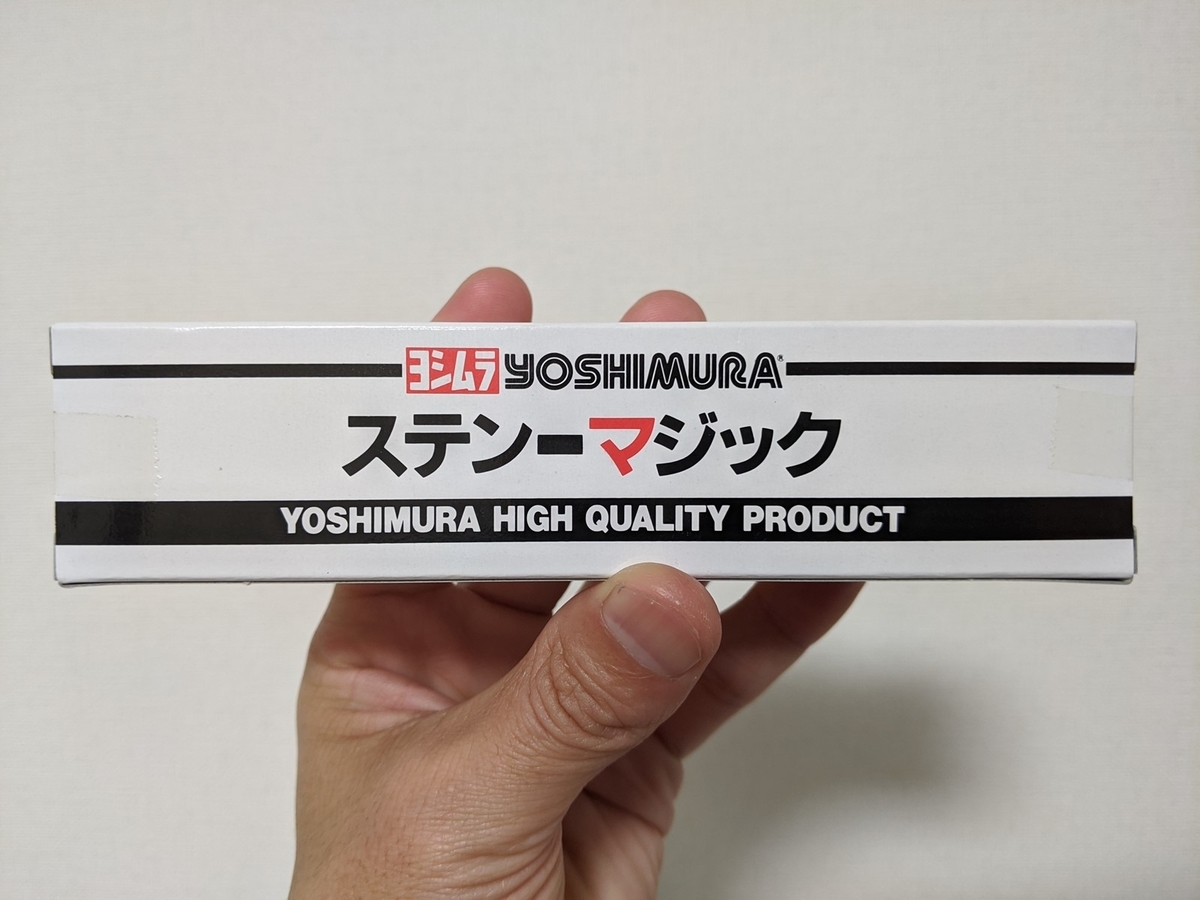 ヨシムラ YOSHIMURA®
ステンーマジック
YOSHIMURA HIGH QUALITY PRODUCT